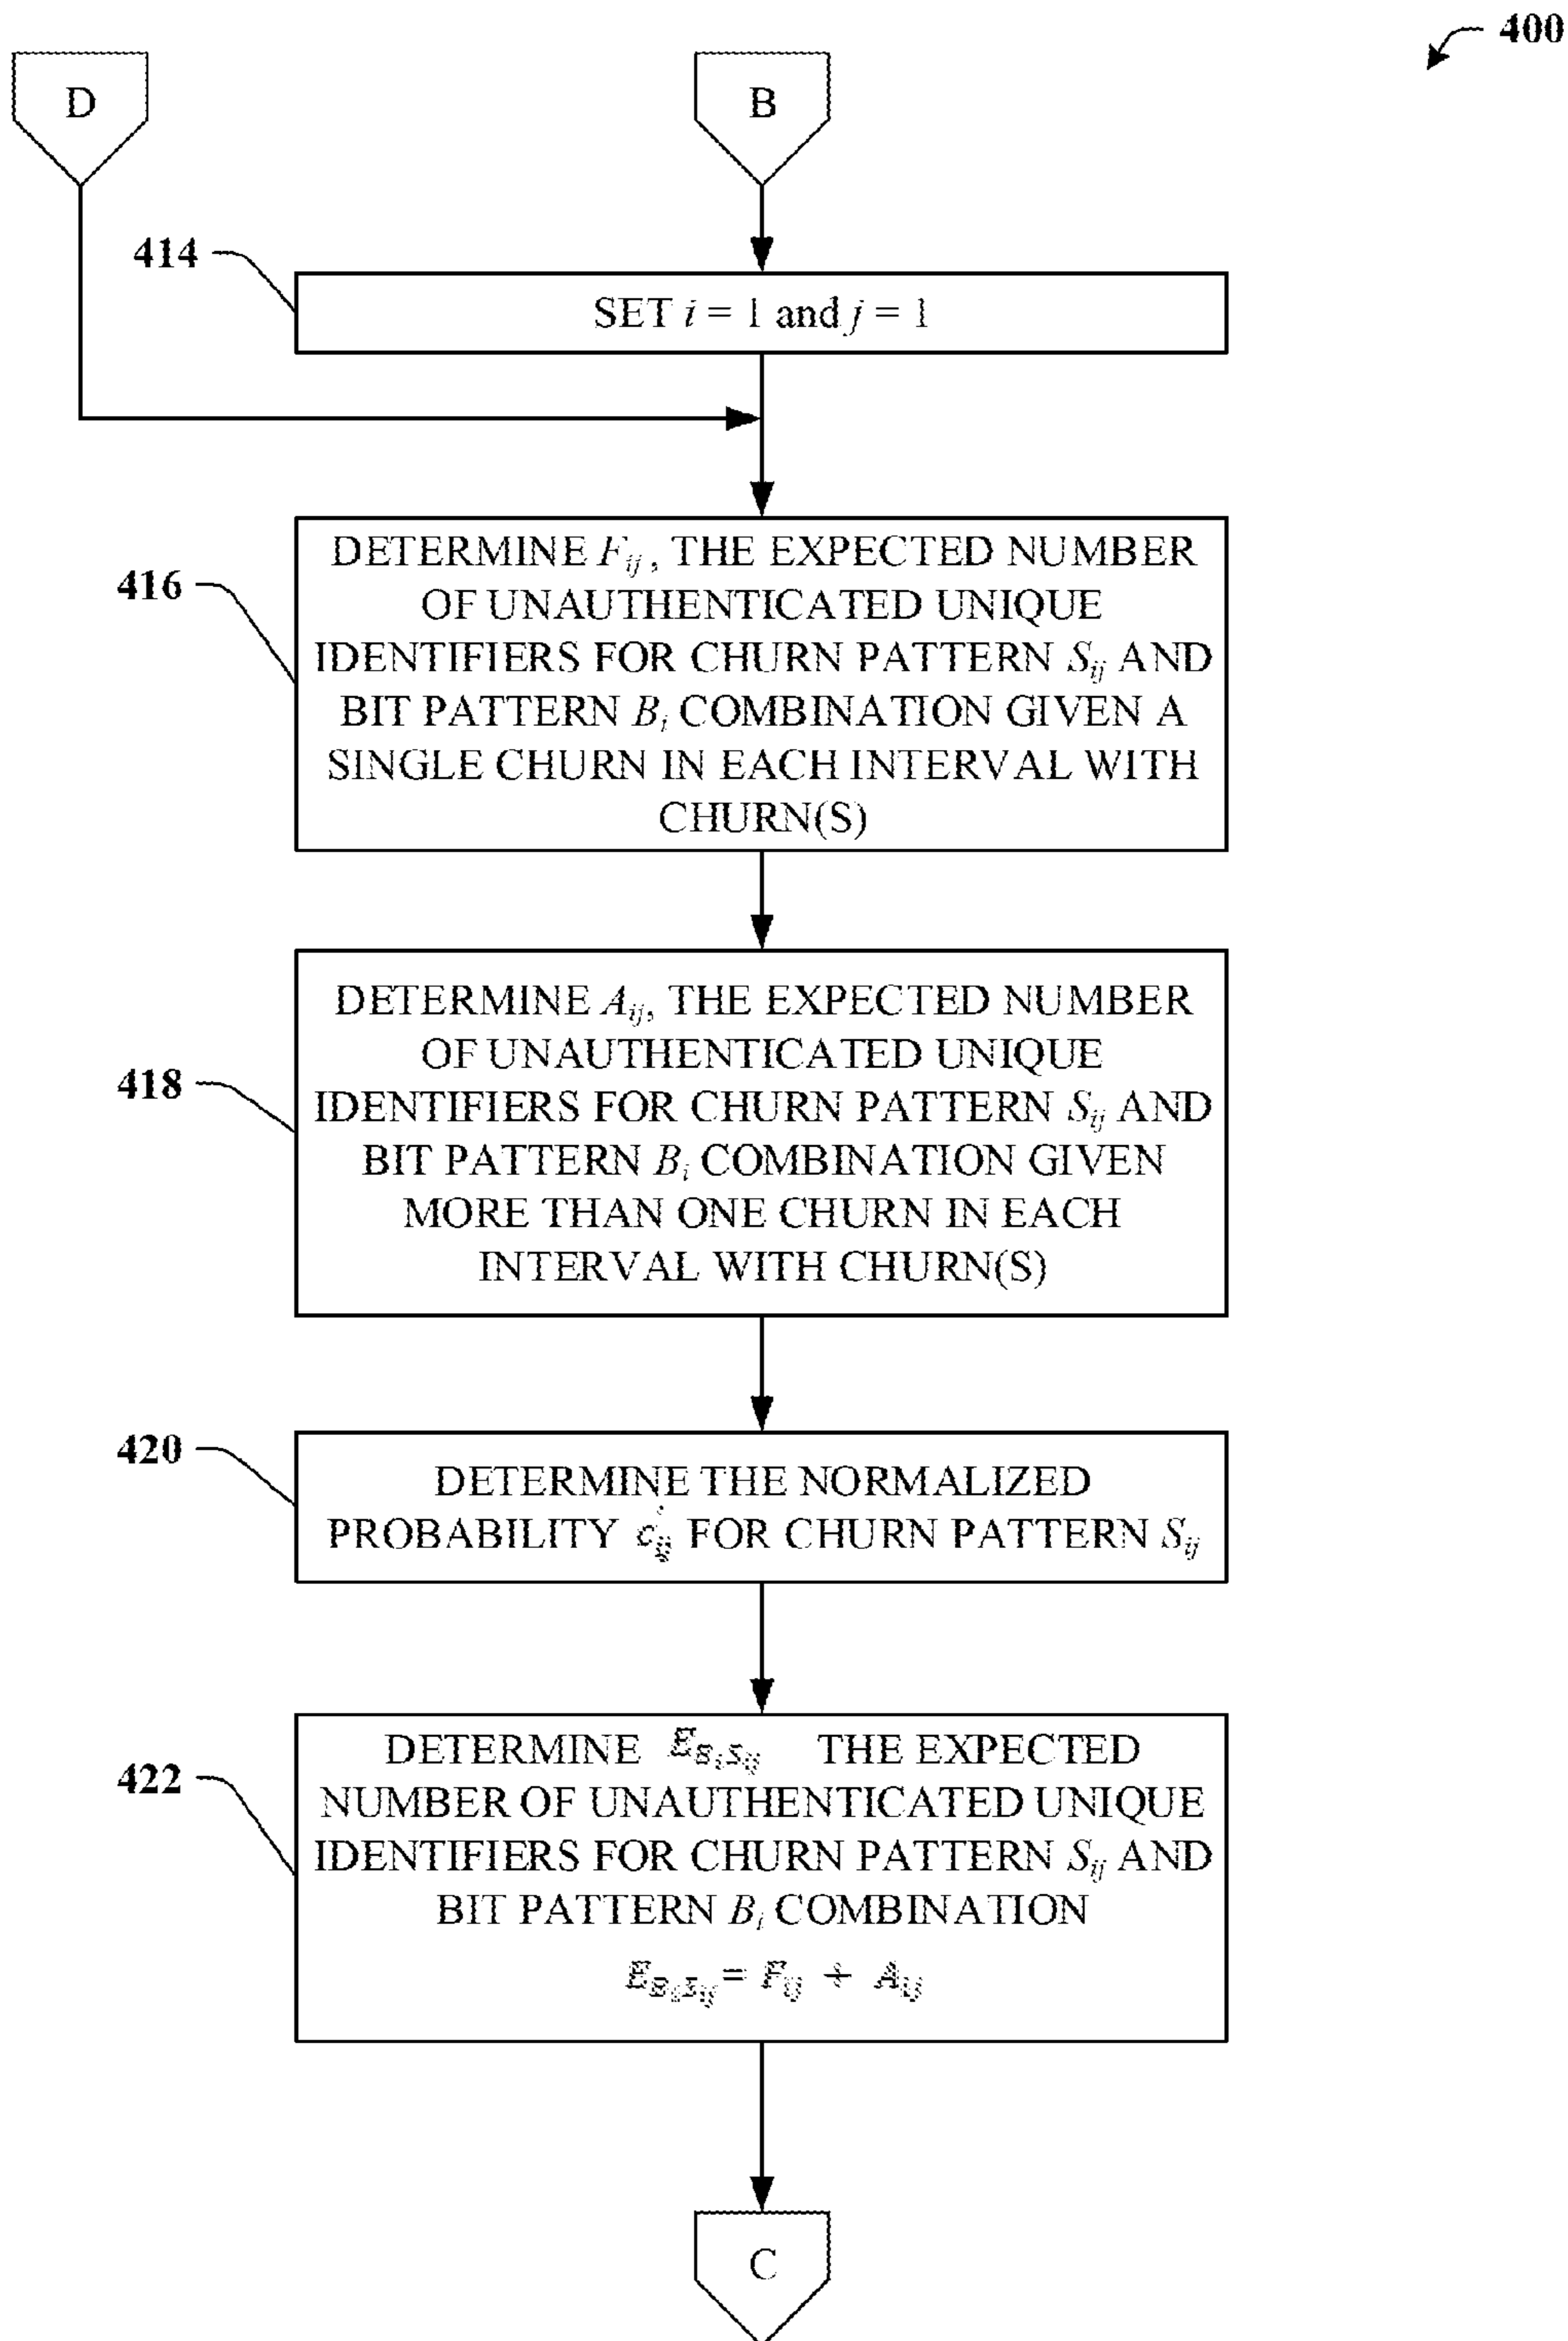 400
D
B
414
SET i = 1 and j = 1
416
DETERMINE F_ij, THE EXPECTED NUMBER
OF UNAUTHENTICATED UNIQUE
IDENTIFIERS FOR CHURN PATTERN S_ij AND
BIT PATTERN B_i COMBINATION GIVEN A
SINGLE CHURN IN EACH INTERVAL WITH
CHURN(S)
418
DETERMINE A_ij, THE EXPECTED NUMBER
OF UNAUTHENTICATED UNIQUE
IDENTIFIERS FOR CHURN PATTERN S_ij AND
BIT PATTERN B_i COMBINATION GIVEN
MORE THAN ONE CHURN IN EACH
INTERVAL WITH CHURN(S)
420
DETERMINE THE NORMALIZED
PROBABILITY c'_ij FOR CHURN PATTERN S_ij
422
DETERMINE E_B_iS_ij THE EXPECTED
NUMBER OF UNAUTHENTICATED UNIQUE
IDENTIFIERS FOR CHURN PATTERN S_ij AND
BIT PATTERN B_i COMBINATION
E_B_iS_ij = F_ij + A_ij
C